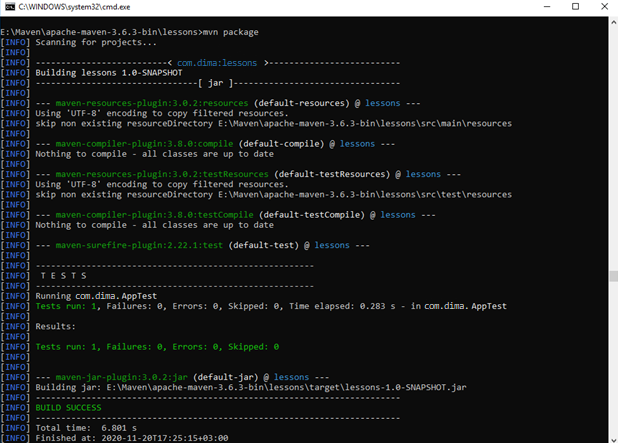 C:\WINDOWS\system32\cmd.exe
E:\Maven\apache-maven-3.6.3-bin\lessons>mvn package
[INFO] Scanning for projects...
[INFO]
[INFO] --------------------------< com.dima:lessons >--------------------------
[INFO] Building lessons 1.0-SNAPSHOT
[INFO] --------------------------------[ jar ]---------------------------------
[INFO]
[INFO] --- maven-resources-plugin:3.0.2:resources (default-resources) @ lessons ---
[INFO] Using 'UTF-8' encoding to copy filtered resources.
[INFO] skip non existing resourceDirectory E:\Maven\apache-maven-3.6.3-bin\lessons\src\main\resources
[INFO]
[INFO] --- maven-compiler-plugin:3.8.0:compile (default-compile) @ lessons ---
[INFO] Nothing to compile - all classes are up to date
[INFO]
[INFO] --- maven-resources-plugin:3.0.2:testResources (default-testResources) @ lessons ---
[INFO] Using 'UTF-8' encoding to copy filtered resources.
[INFO] skip non existing resourceDirectory E:\Maven\apache-maven-3.6.3-bin\lessons\src\test\resources
[INFO]
[INFO] --- maven-compiler-plugin:3.8.0:testCompile (default-testCompile) @ lessons ---
[INFO] Nothing to compile - all classes are up to date
[INFO]
[INFO] --- maven-surefire-plugin:2.22.1:test (default-test) @ lessons ---
[INFO]
[INFO] -------------------------------------------------------
[INFO]  T E S T S
[INFO] -------------------------------------------------------
[INFO] Running com.dima.AppTest
[INFO] Tests run: 1, Failures: 0, Errors: 0, Skipped: 0, Time elapsed: 0.283 s - in com.dima.AppTest
[INFO]
[INFO] Results:
[INFO]
[INFO] Tests run: 1, Failures: 0, Errors: 0, Skipped: 0
[INFO]
[INFO]
[INFO] --- maven-jar-plugin:3.0.2:jar (default-jar) @ lessons ---
[INFO] Building jar: E:\Maven\apache-maven-3.6.3-bin\lessons\target\lessons-1.0-SNAPSHOT.jar
[INFO] ------------------------------------------------------------------------
[INFO] BUILD SUCCESS
[INFO] ------------------------------------------------------------------------
[INFO] Total time:  6.801 s
[INFO] Finished at: 2020-11-20T17:25:15+03:00